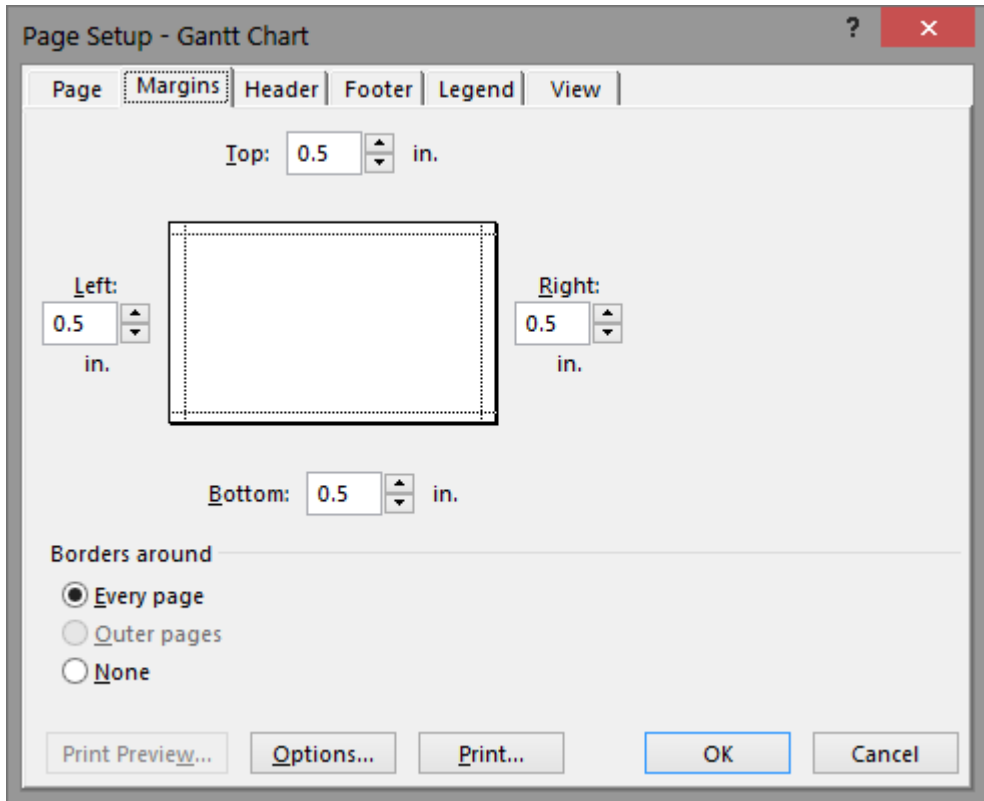 Page Setup - Gantt Chart ? ×
Page Margins Header Footer Legend View
Top: 0.5 in.
Left: Right:
0.5 0.5
in. in.
Bottom: 0.5 in.
Borders around
Every page
Outer pages
None
Print Preview... Options... Print... OK Cancel